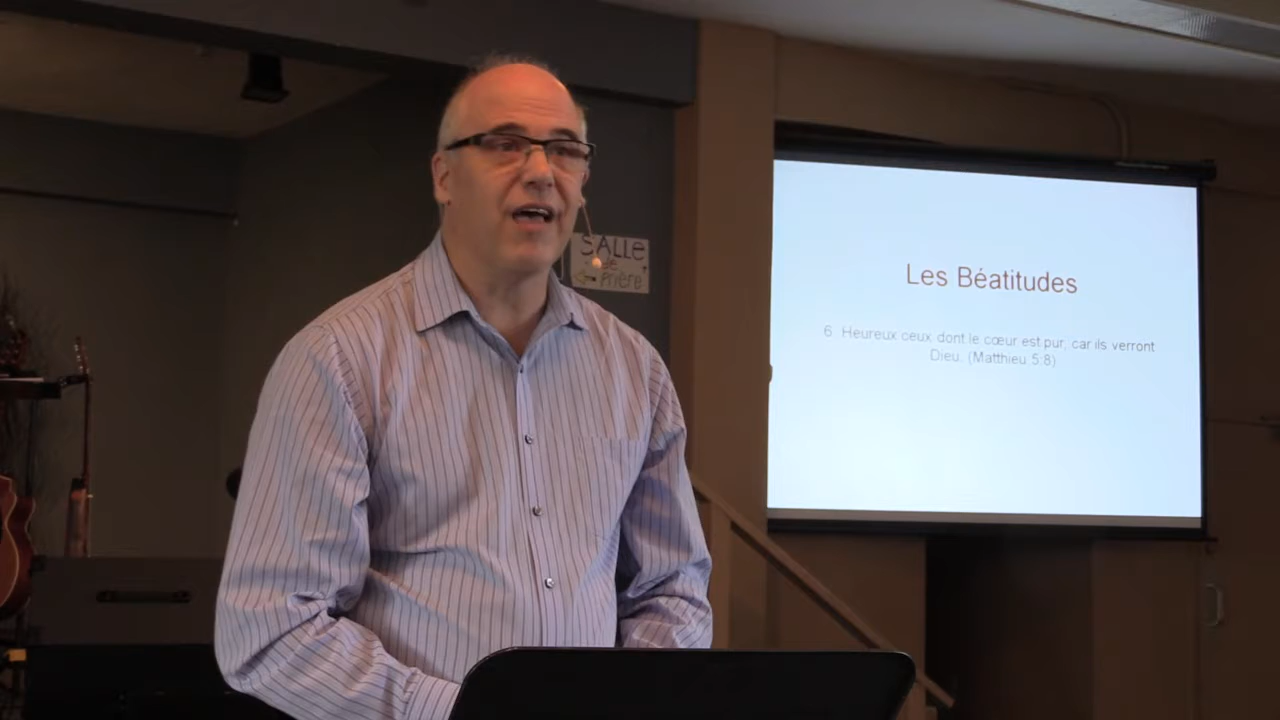 SALLE
de
Prière
Les Béatitudes
6. Heureux ceux dont le cœur est pur, car ils verront
Dieu. (Matthieu 5:8)